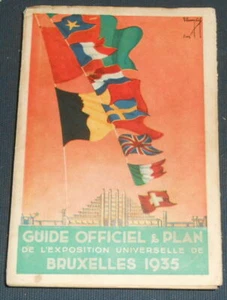 GUIDE OFFICIEL & PLAN
DE L'EXPOSITION UNIVERSELLE DE
BRUXELLES 1935